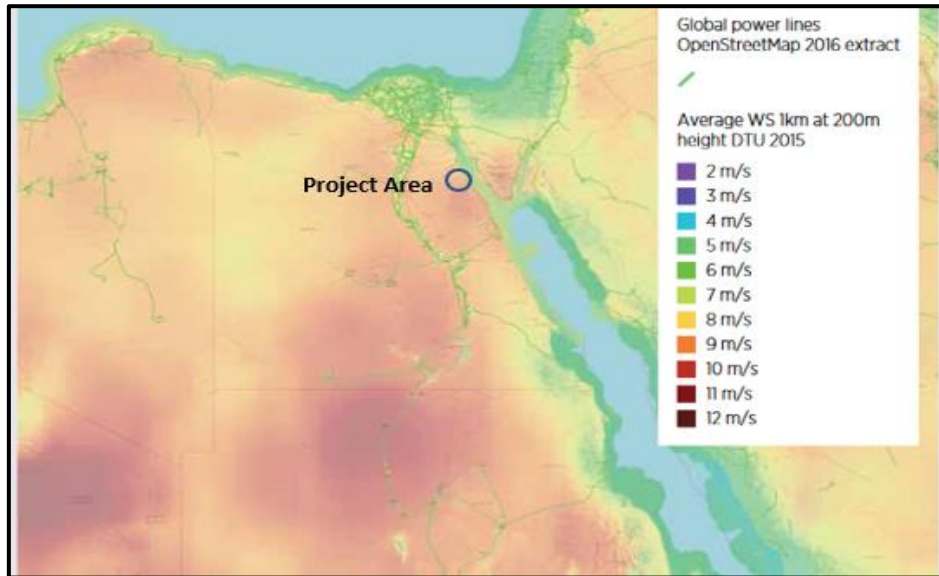 Global power lines
OpenStreetMap 2016 extract
Average WS 1km at 200m
height DTU 2015
2 m/s
3 m/s
4 m/s
5 m/s
6 m/s
7 m/s
8 m/s
9 m/s
10 m/s
11 m/s
12 m/s
Project Area